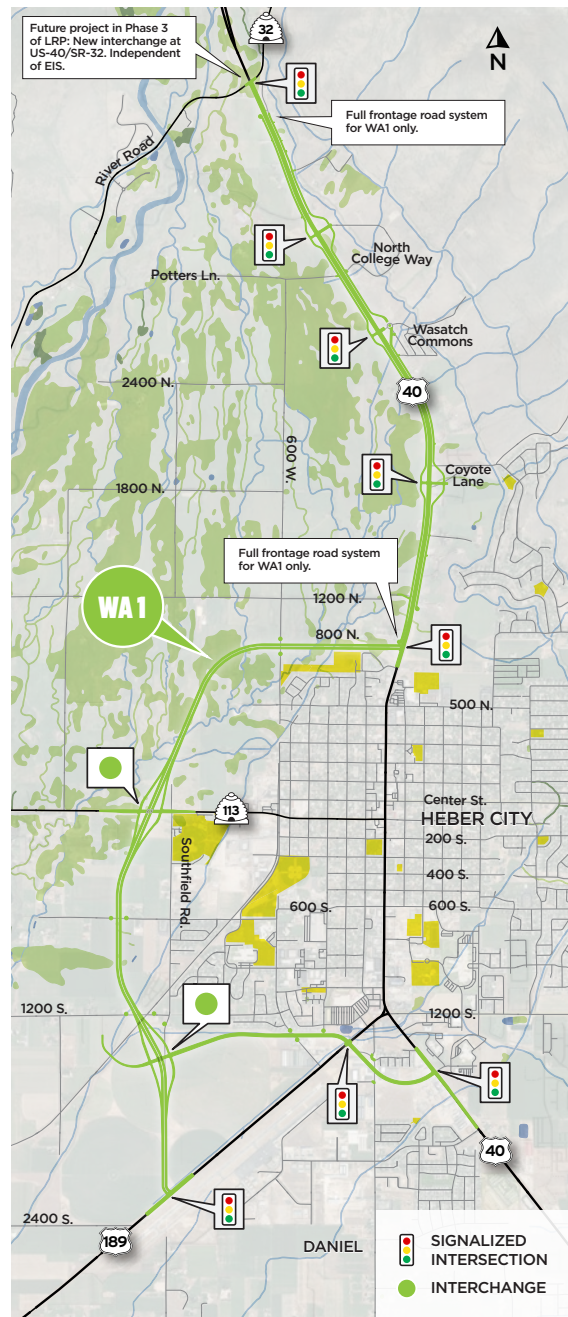 Future project in Phase 3
of LRP: New interchange at
US-40/SR-32. Independent
of EIS.
32
N
Full frontage road system
for WA1 only.
River Road
North
College Way
Potters Ln.
Wasatch
Commons
2400 N.
40
600 W.
Coyote
Lane
1800 N.
Full frontage road system
for WA1 only.
1200 N.
WA1
800 N.
500 N.
Center St.
113
HEBER CITY
200 S.
Southfield Rd.
400 S.
600 S.
600 S.
1200 S.
1200 S.
40
2400 S.
189
DANIEL
SIGNALIZED
INTERSECTION
INTERCHANGE